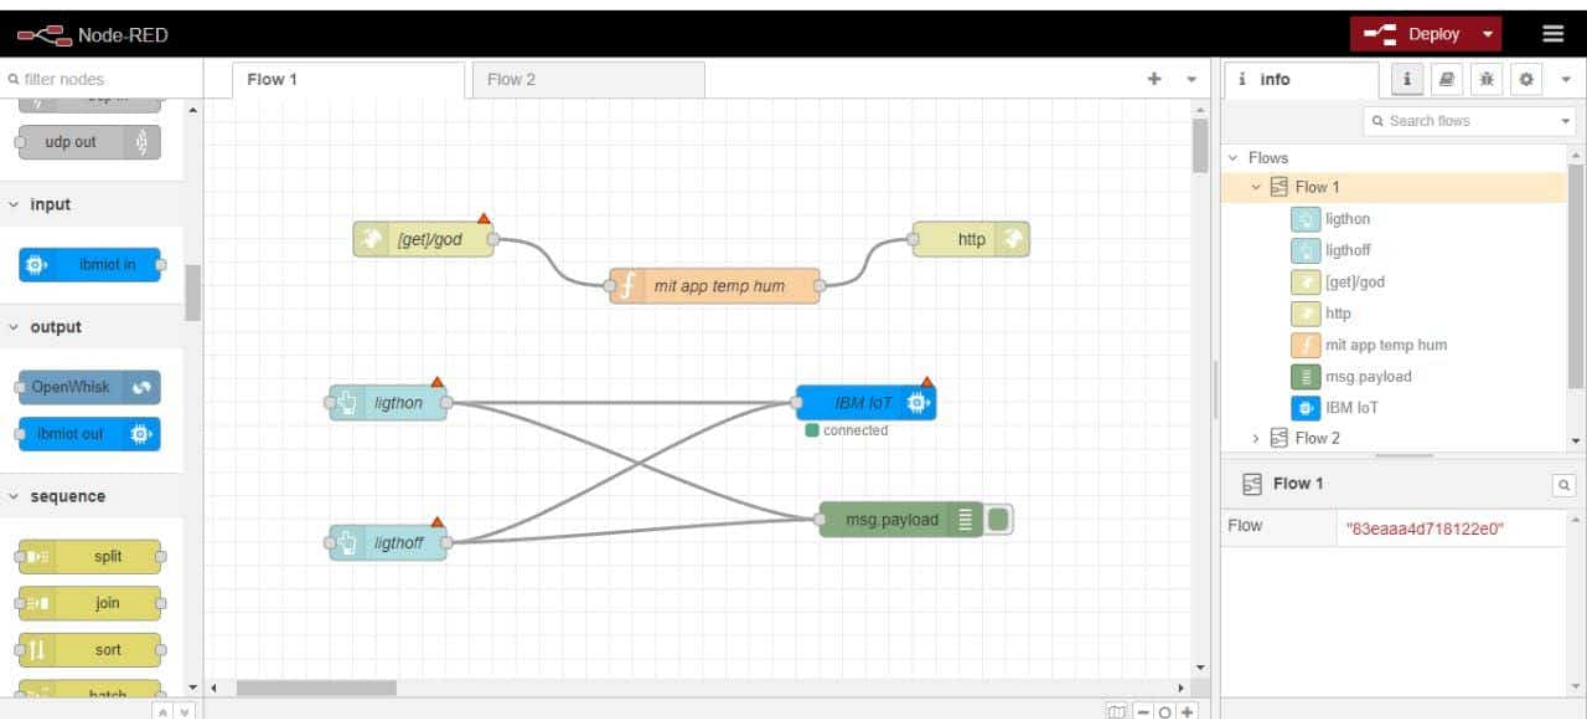 Node-RED
Deploy
filter nodes
Flow 1
Flow 2
info
udp out
Search flows
Flows
Flow 1
input
ligthon
[get]/god
http
ligthoff
ibmiot in
[get]/god
mit app temp hum
http
output
mit app temp hum
msg.payload
OpenWhisk
ligthon
IBM IoT
IBM IoT
connected
Flow 2
ibmiot out
Flow 1
sequence
msg.payload
Flow
"83eaaa4d718122e0"
ligthoff
split
join
sort
batch